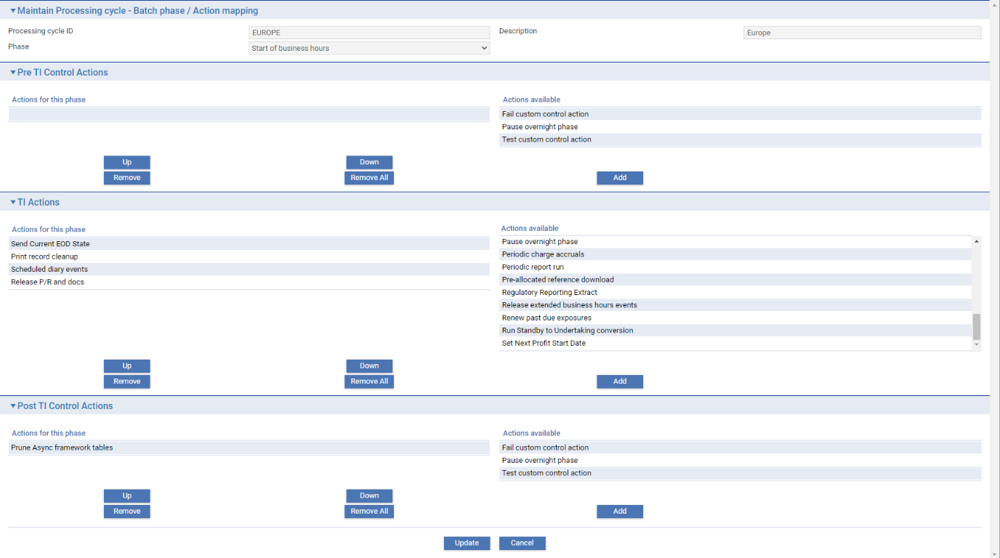 Maintain Processing cycle - Batch phase / Action mapping
Processing cycle ID EUROPE Description Europe
Phase Start of business hours
Pre TI Control Actions
Actions for this phase Actions available
Fail custom control action
Pause overnight phase
Test custom control action
Up Down
Remove Remove All Add
TI Actions
Actions for this phase
Send Current EOD State
Print record cleanup
Scheduled diary events
Release P/R and docs
Actions available
Pause overnight phase
Periodic charge accruals
Periodic report run
Pre-allocated reference download
Regulatory Reporting Extract
Release extended business hours events
Renew past due exposures
Run Standby to Undertaking conversion
Set Next Profit Start Date
Up Down
Remove Remove All Add
Post TI Control Actions
Actions for this phase
Prune Async framework tables
Actions available
Fail custom control action
Pause overnight phase
Test custom control action
Up Down
Remove Remove All Add
Update Cancel